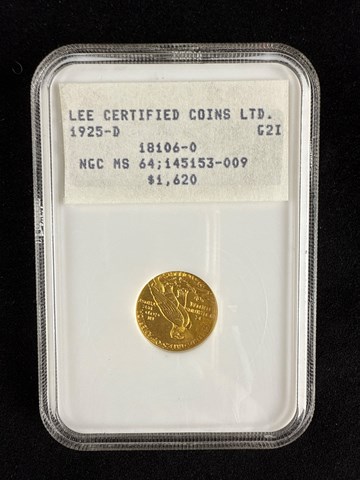 LEE CERTIFIED COINS LTD.
1925-D G2I
18106-0
NGC MS 64;145153-009
$1,620